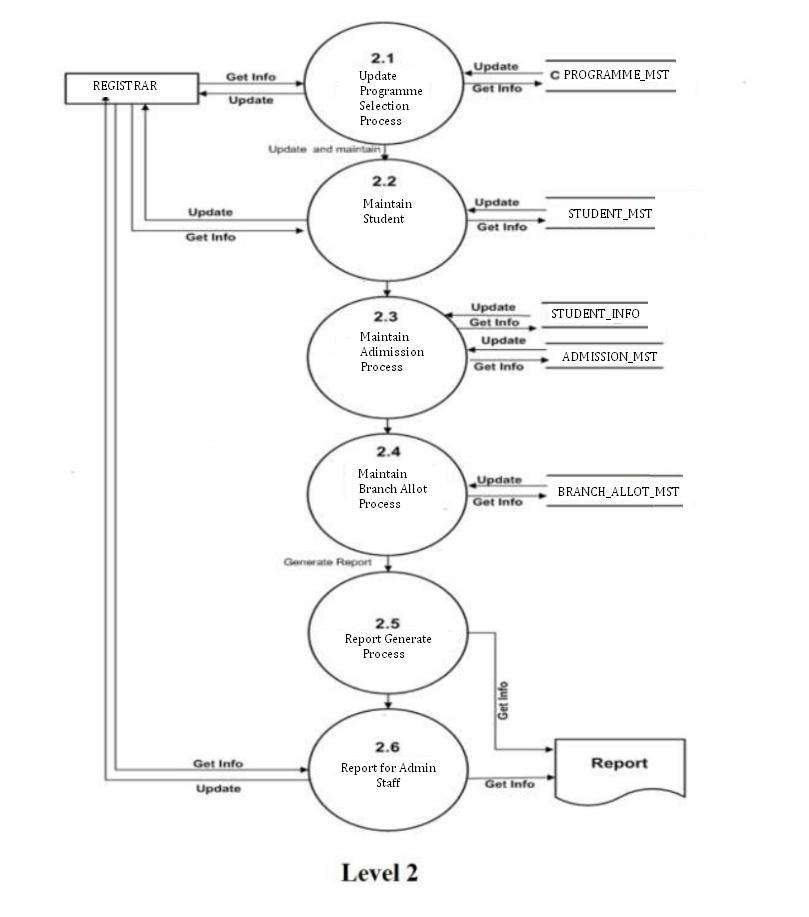 2.1
Update
Programme
Selection
Process
REGISTRAR
Get Info
Update
Update
C PROGRAMME_MST
Get Info
Update and maintain
2.2
Maintain
Student
Update
Get Info
Update
STUDENT_MST
Get Info
2.3
Maintain
Adimission
Process
Update
STUDENT_INFO
Get Info
Update
ADMISSION_MST
Get Info
2.4
Maintain
Branch Allot
Process
Update
BRANCH_ALLOT_MST
Get Info
Generate Report
2.5
Report Generate
Process
Get Info
2.6
Report for Admin
Staff
Get Info
Update
Get Info
Report
Level 2